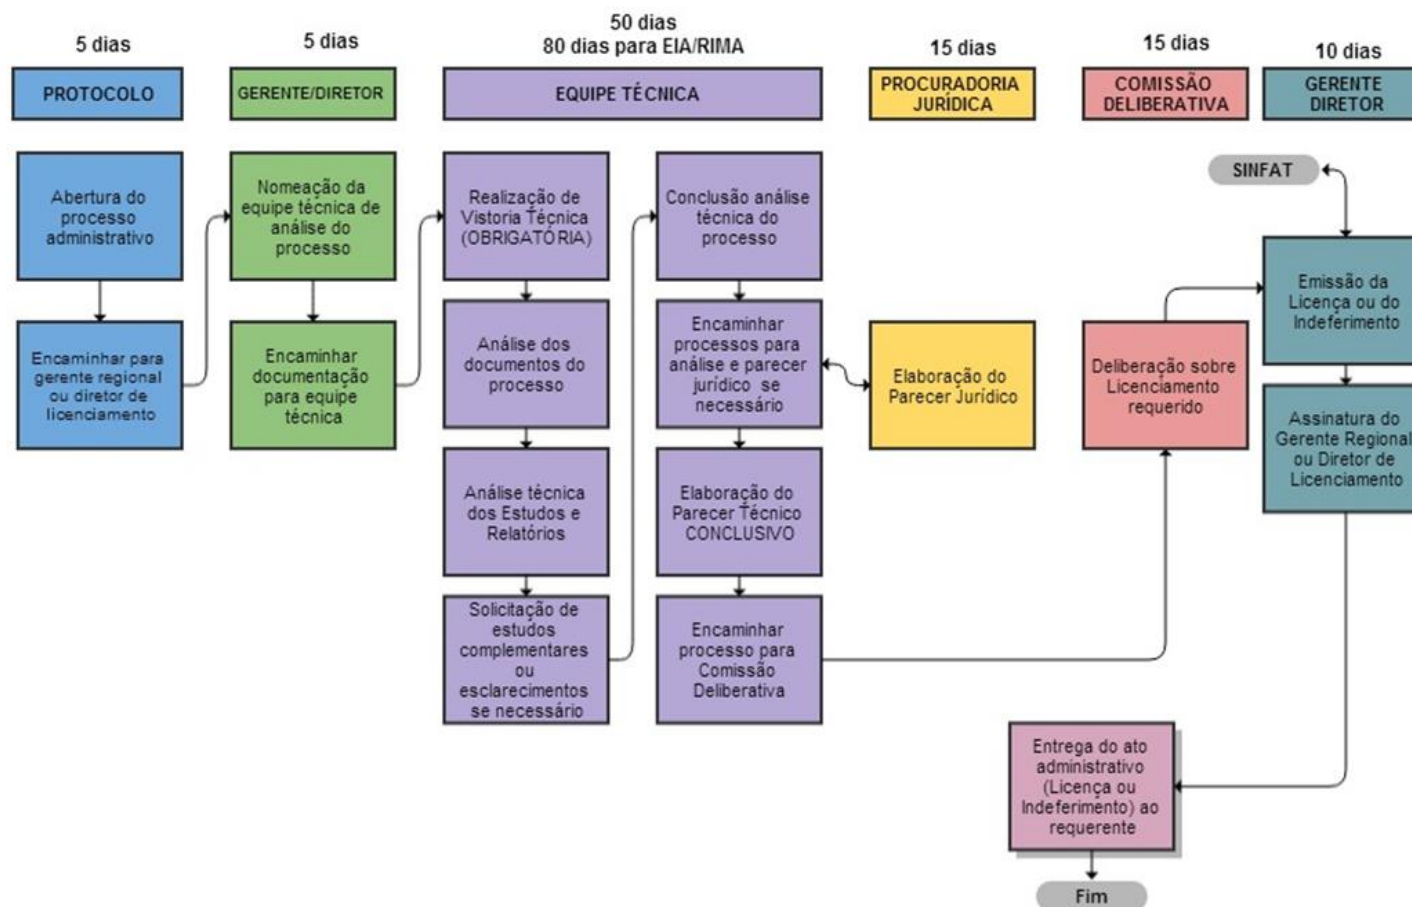 5 dias
5 dias
50 dias
80 dias para EIA/RIMA
15 dias
15 dias
10 dias
PROTOCOLO
GERENTE/DIRETOR
EQUIPE TÉCNICA
PROCURADORIA
JURÍDICA
COMISSÃO
DELIBERATIVA
GERENTE
DIRETOR
Abertura do
processo
administrativo
Encaminhar para
gerente regional
ou diretor de
licenciamento
Nomeação da
equipe técnica de
análise do
processo
Encaminhar
documentação
para equipe
técnica
Realização de
Vistoria Técnica
(OBRIGATÓRIA)
Análise dos
documentos do
processo
Análise técnica
dos Estudos e
Relatórios
Solicitação de
estudos
complementares
ou
esclarecimentos
se necessário
Conclusão análise
técnica do
processo
Encaminhar
processos para
análise e parecer
jurídico se
necessário
Elaboração do
Parecer Técnico
CONCLUSIVO
Encaminhar
processo para
Comissão
Deliberativa
Elaboração do
Parecer Jurídico
Deliberação sobre
Licenciamento
requerido
SINFAT
Emissão da
Licença ou do
Indeferimento
Assinatura do
Gerente Regional
ou Diretor de
Licenciamento
Entrega do ato
administrativo
(Licença ou
Indeferimento) ao
requerente
Fim